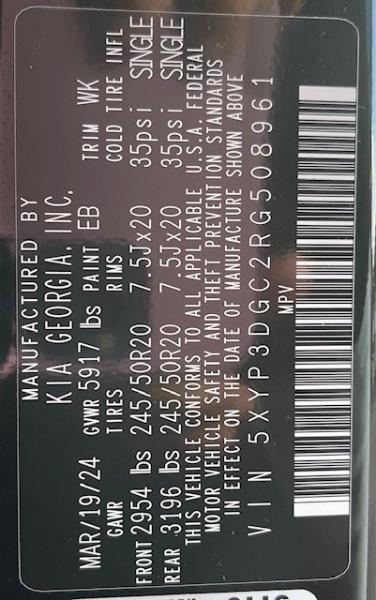 MANUFACTURED BY
KIA GEORGIA, INC.
MAR/19/24 GVWR 5917 lbs PAINT EB TRIM WK
GAWR TIRES RIMS COLD TIRE INFL
FRONT 2954 lbs 245/50R20 7.5Jx20 35psi SINGLE
REAR 3196 lbs 245/50R20 7.5Jx20 35psi SINGLE
THIS VEHICLE CONFORMS TO ALL APPLICABLE U.S.A. FEDERAL
MOTOR VEHICLE SAFETY AND THEFT PREVENTION STANDARDS
IN EFFECT ON THE DATE OF MANUFACTURE SHOWN ABOVE
VIN 5XYP3DGC2RG508961
MPV